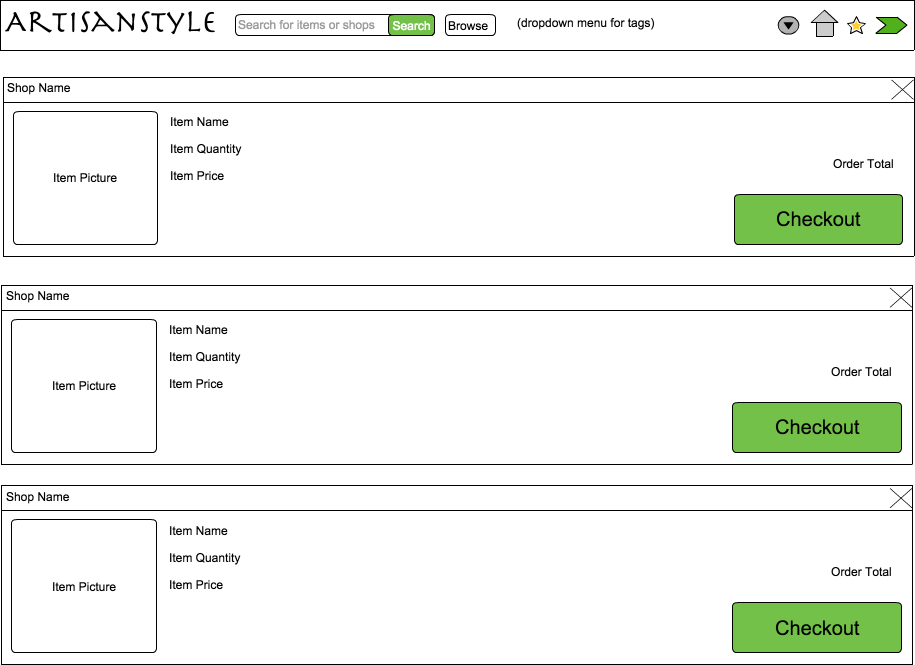 ARTISANSTYLE
Search for items or shops Search Browse (dropdown menu for tags)
Shop Name
Item Name
Item Quantity
Item Picture
Item Price
Order Total
Checkout
Shop Name
Item Name
Item Quantity
Item Picture
Item Price
Order Total
Checkout
Shop Name
Item Name
Item Quantity
Item Picture
Item Price
Order Total
Checkout